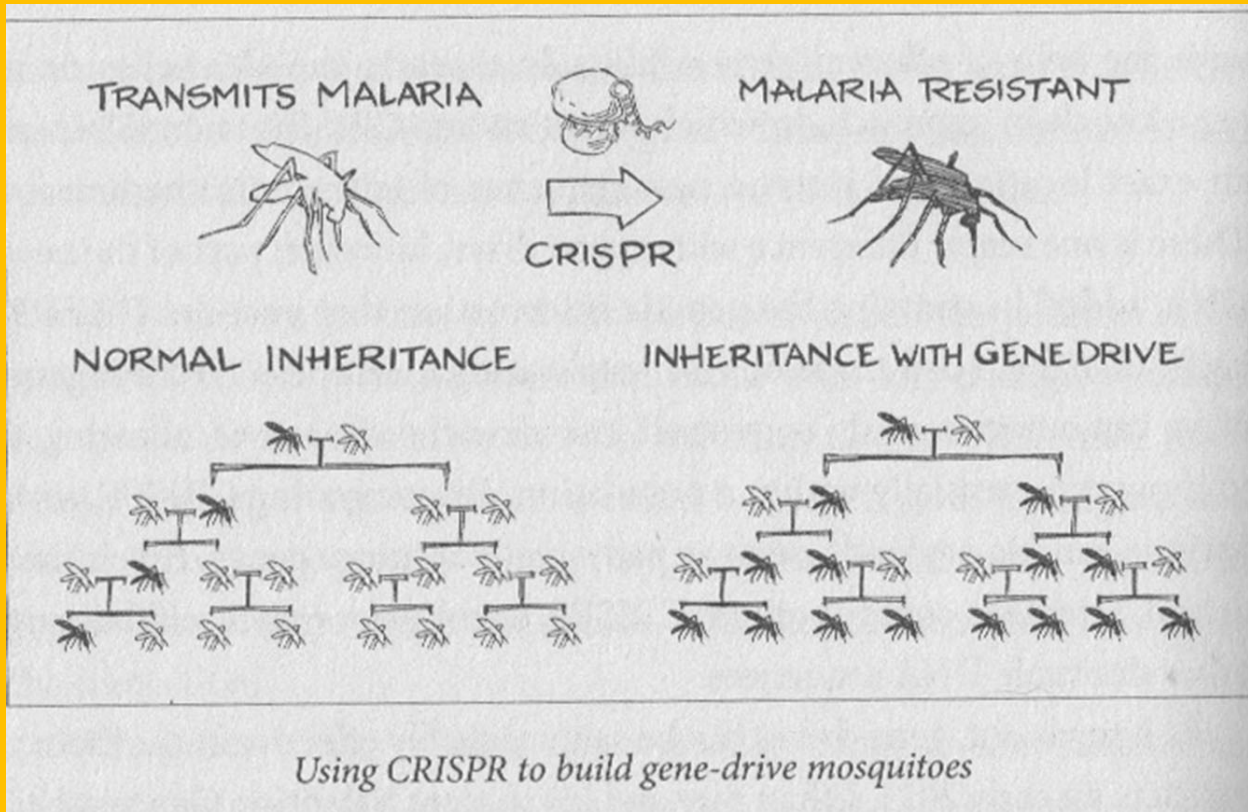 TRANSMITS MALARIA
MALARIA RESISTANT
CRISPR
NORMAL INHERITANCE
INHERITANCE WITH GENE DRIVE
Using CRISPR to build gene-drive mosquitoes